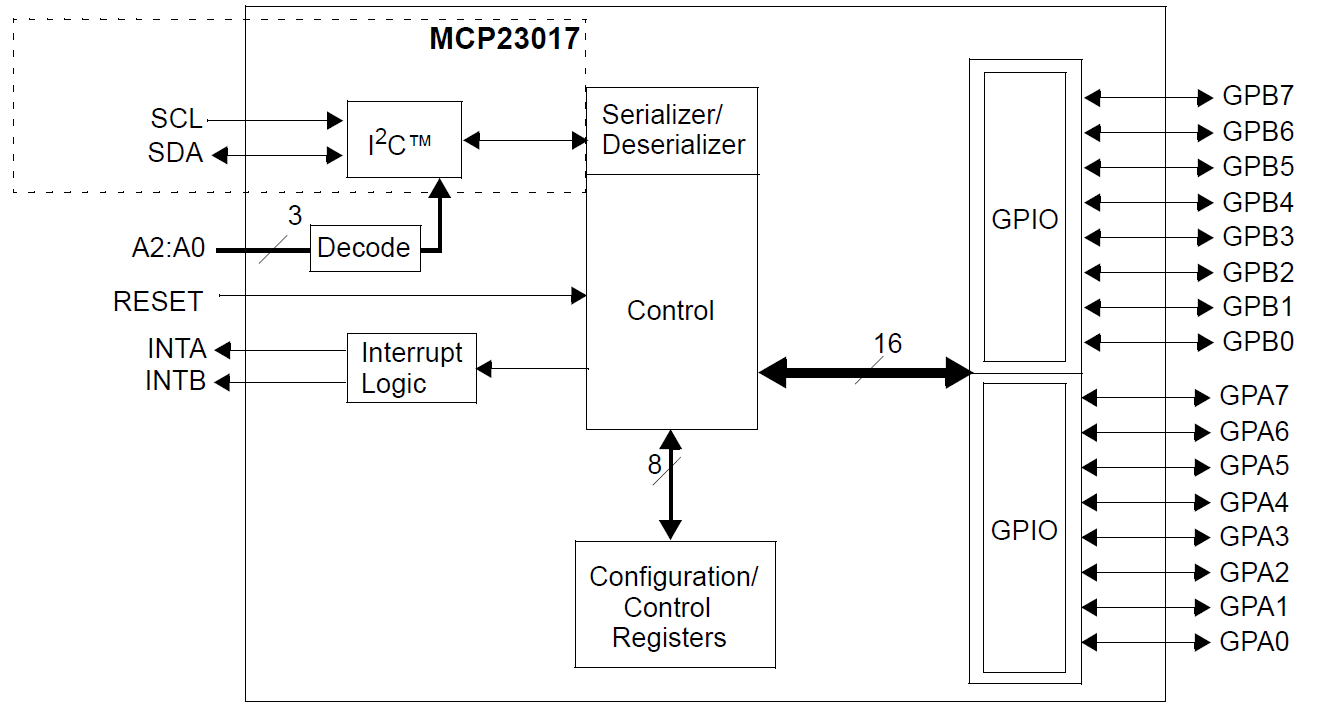 MCP23017
SCL
SDA
I²C™
Serializer/
Deserializer
3
A2:A0
Decode
RESET
Control
INTA
INTB
Interrupt
Logic
16
8
Configuration/
Control
Registers
GPIO
GPB7
GPB6
GPB5
GPB4
GPB3
GPB2
GPB1
GPB0
GPIO
GPA7
GPA6
GPA5
GPA4
GPA3
GPA2
GPA1
GPA0